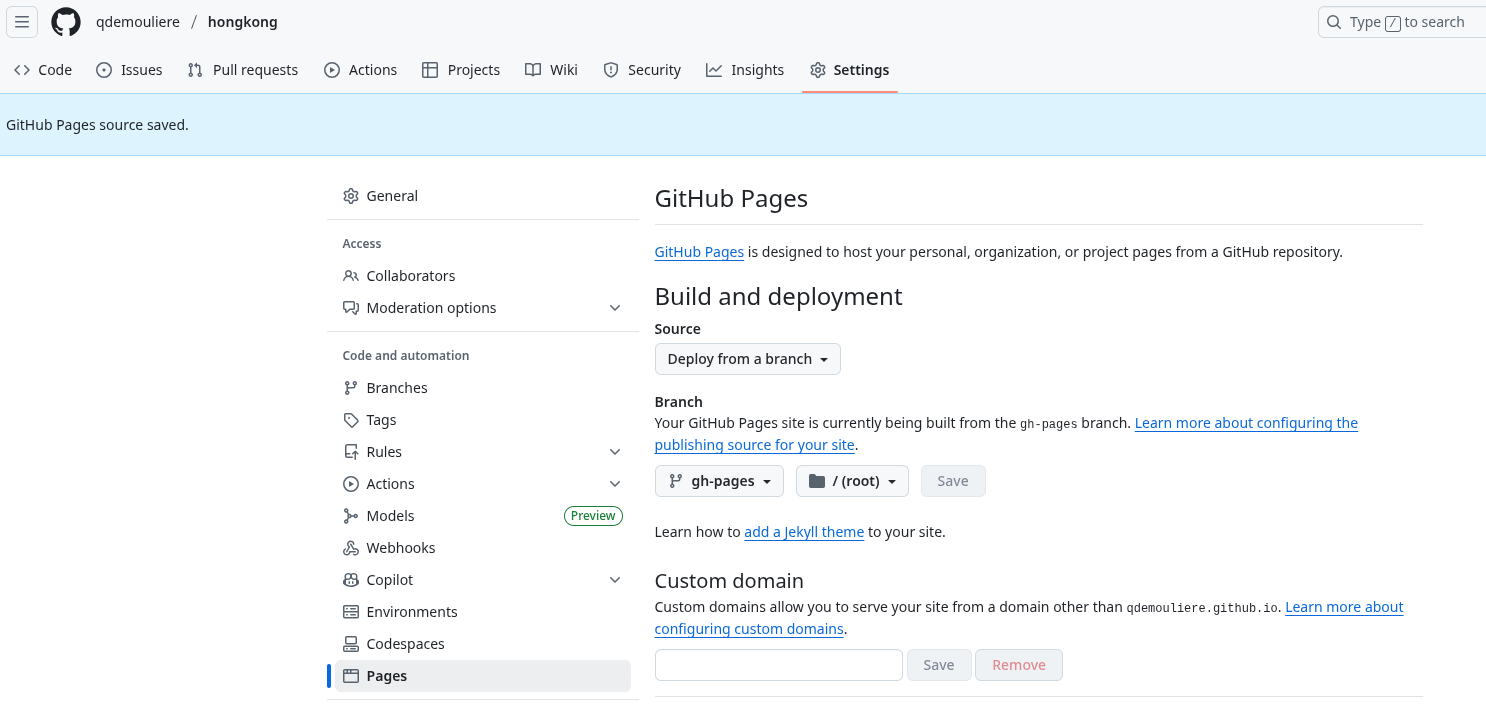 qdemouliere / hongkong
Type / to search
Code Issues Pull requests Actions Projects Wiki Security Insights Settings
GitHub Pages source saved.
General
Access
Collaborators
Moderation options
Code and automation
Branches
Tags
Rules
Actions
Models Preview
Webhooks
Copilot
Environments
Codespaces
Pages
GitHub Pages
GitHub Pages is designed to host your personal, organization, or project pages from a GitHub repository.
Build and deployment
Source
Deploy from a branch
Branch
Your GitHub Pages site is currently being built from the gh-pages branch. Learn more about configuring the
publishing source for your site.
gh-pages / (root) Save
Learn how to add a Jekyll theme to your site.
Custom domain
Custom domains allow you to serve your site from a domain other than qdemouliere.github.io. Learn more about
configuring custom domains.
Save Remove